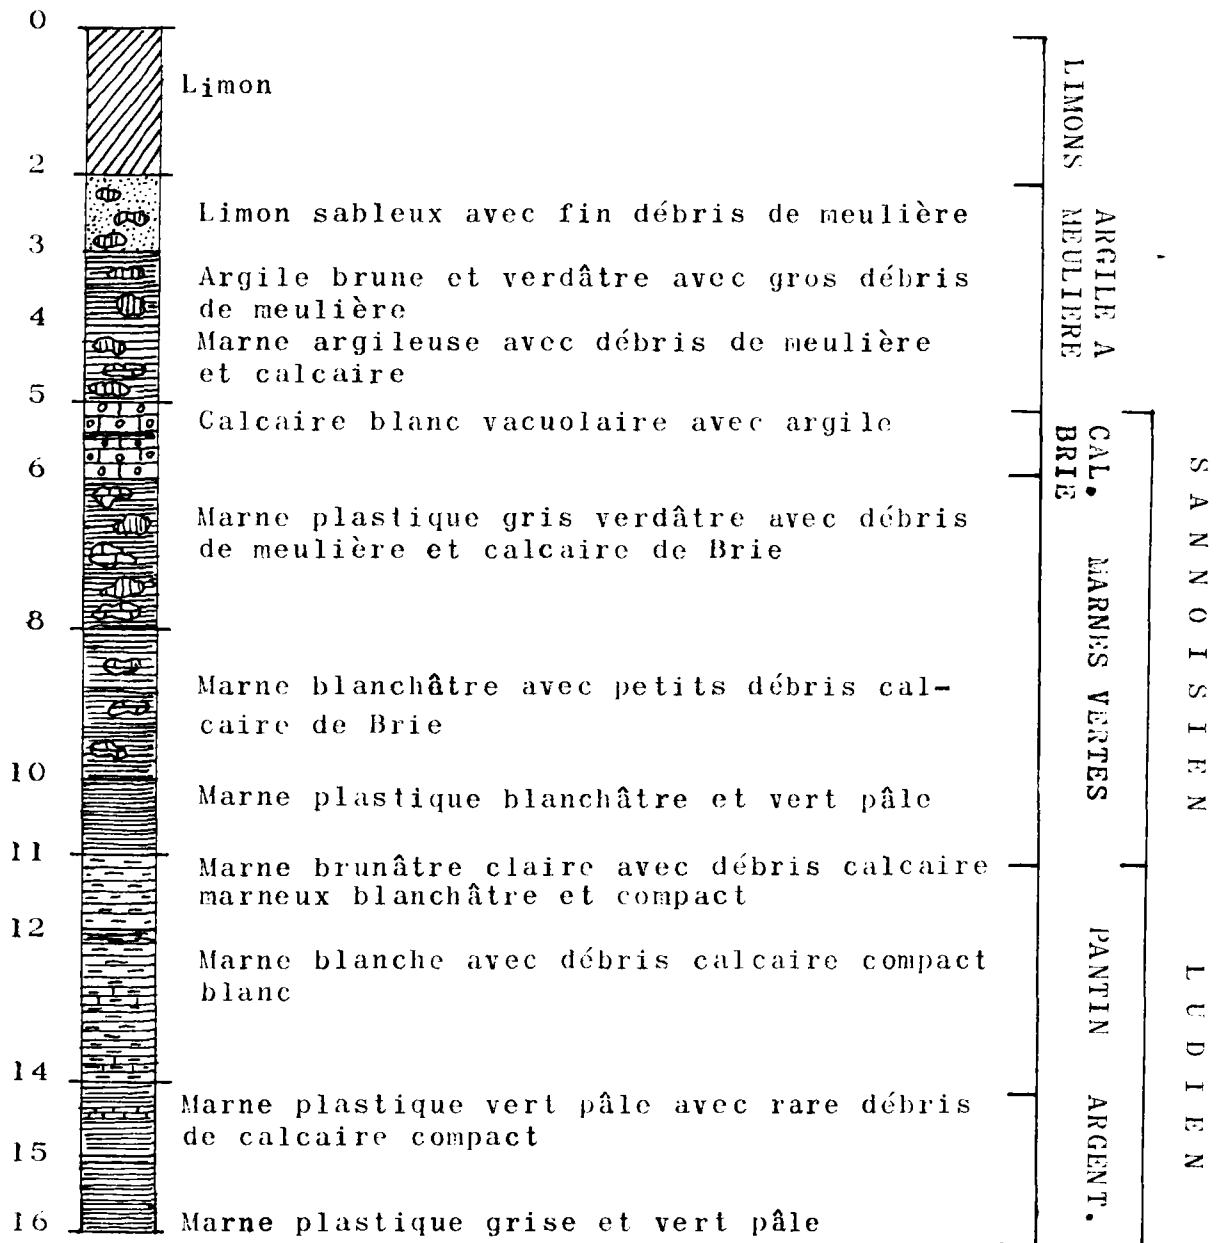 0
Limon
2
Limon sableux avec fin débris de meulière
3
Argile brune et verdâtre avec gros débris
de meulière
4
Marne argileuse avec débris de meulière
et calcaire
5
Calcaire blanc vacuolaire avec argile
6
Marne plastique gris verdâtre avec débris
de meulière et calcaire de Brie
8
Marne blanchâtre avec petits débris cal-
caire de Brie
10
Marne plastique blanchâtre et vert pâle
11
Marne brunâtre claire avec débris calcaire
marneux blanchâtre et compact
12
Marne blanche avec débris calcaire compact
blanc
14
Marne plastique vert pâle avec rare débris
de calcaire compact
15
16
Marne plastique grise et vert pâle
LIMONS
ARGILE A
MEULIERE
CAL.
BRIE
MARNES VERTES
PANTIN
ARGENT.
SANNOISIEN
LUDIEN